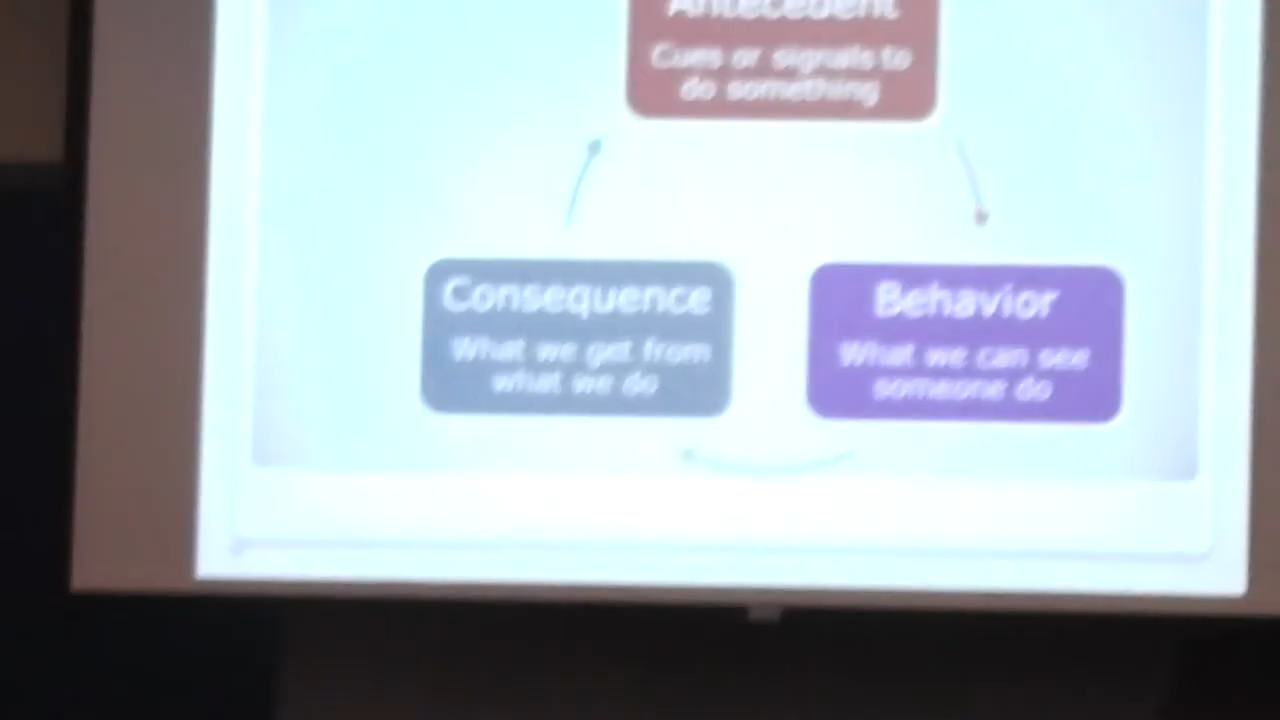 Antecedent
Cues or signals to
do something
Consequence
What we get from
what we do
Behavior
What we can see
someone do